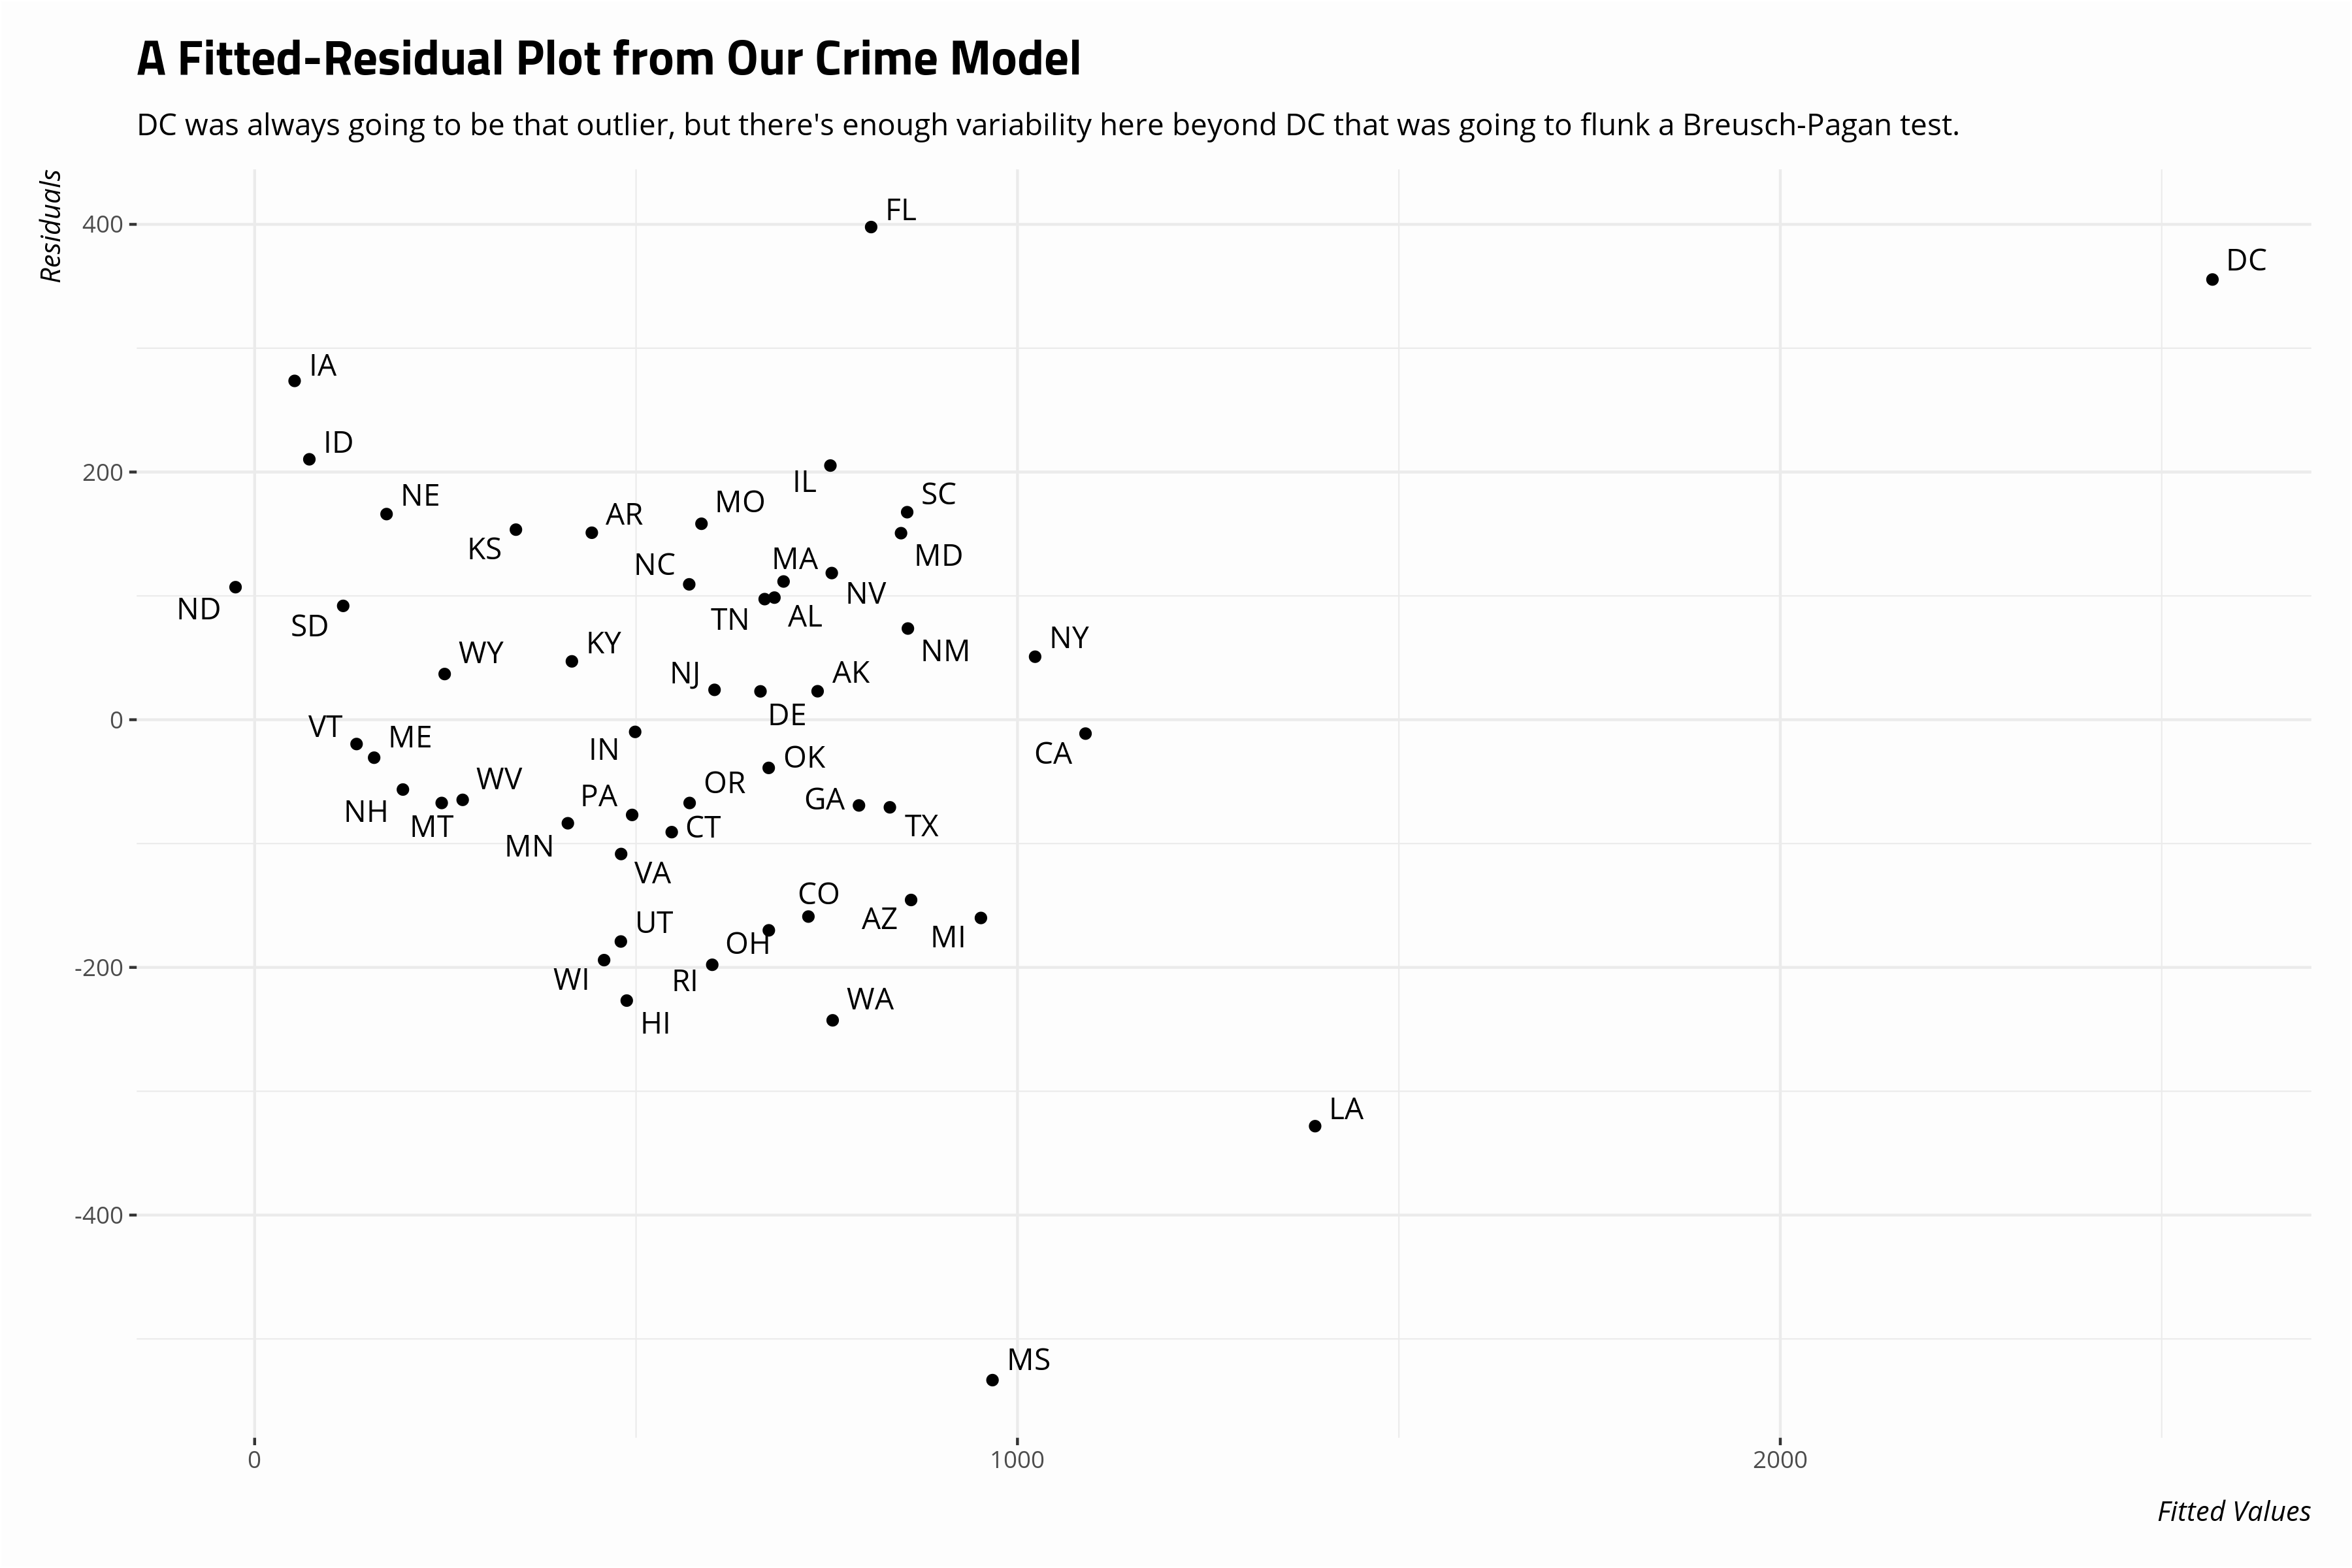 A Fitted-Residual Plot from Our Crime Model
DC was always going to be that outlier, but there's enough variability here beyond DC that was going to flunk a Breusch-Pagan test.
Residuals
400
200
0
-200
-400
FL
DC
IA
ID
IL
NE
SC
MO
AR
KS
MD
NC
MA
NV
ND
SD
TN
AL
NM
NY
WY
KY
NJ
AK
DE
VT
ME
IN
CA
OK
WV
OR
PA
GA
NH
MT
CT
TX
MN
VA
CO
AZ
UT
MI
OH
WI
RI
WA
HI
LA
MS
0
1000
2000
Fitted Values